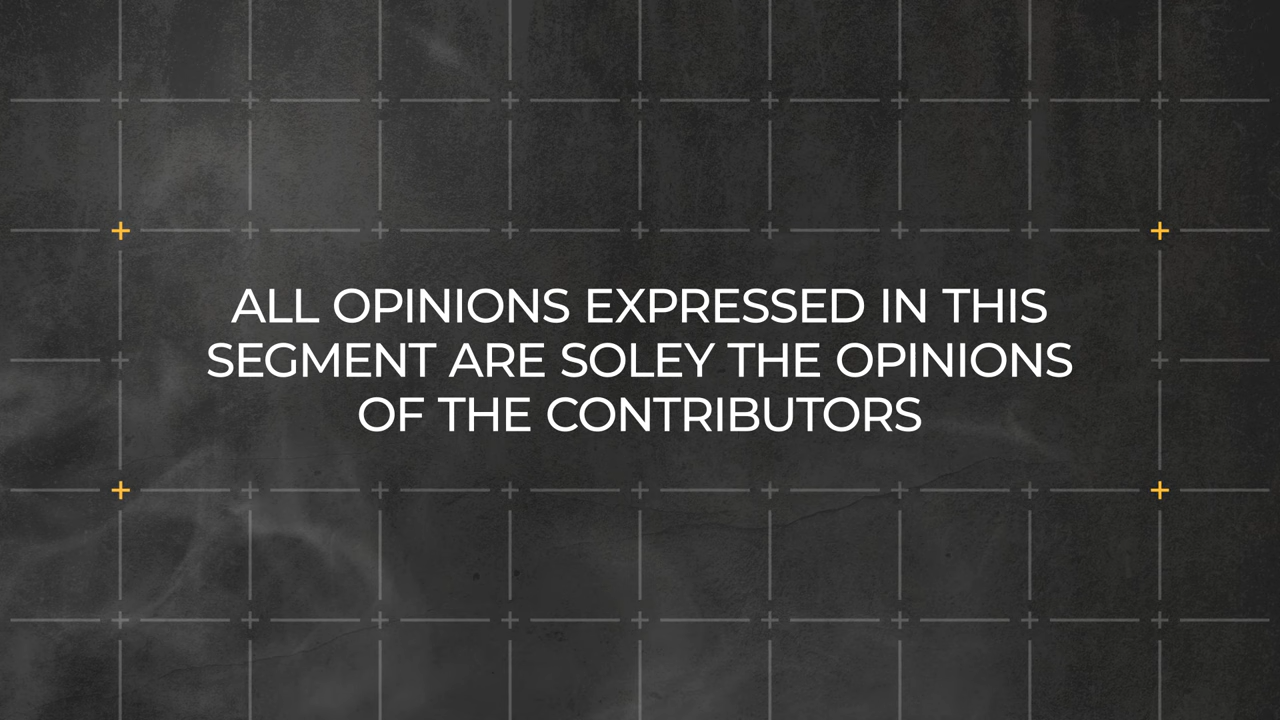 ALL OPINIONS EXPRESSED IN THIS
SEGMENT ARE SOLEY THE OPINIONS
OF THE CONTRIBUTORS